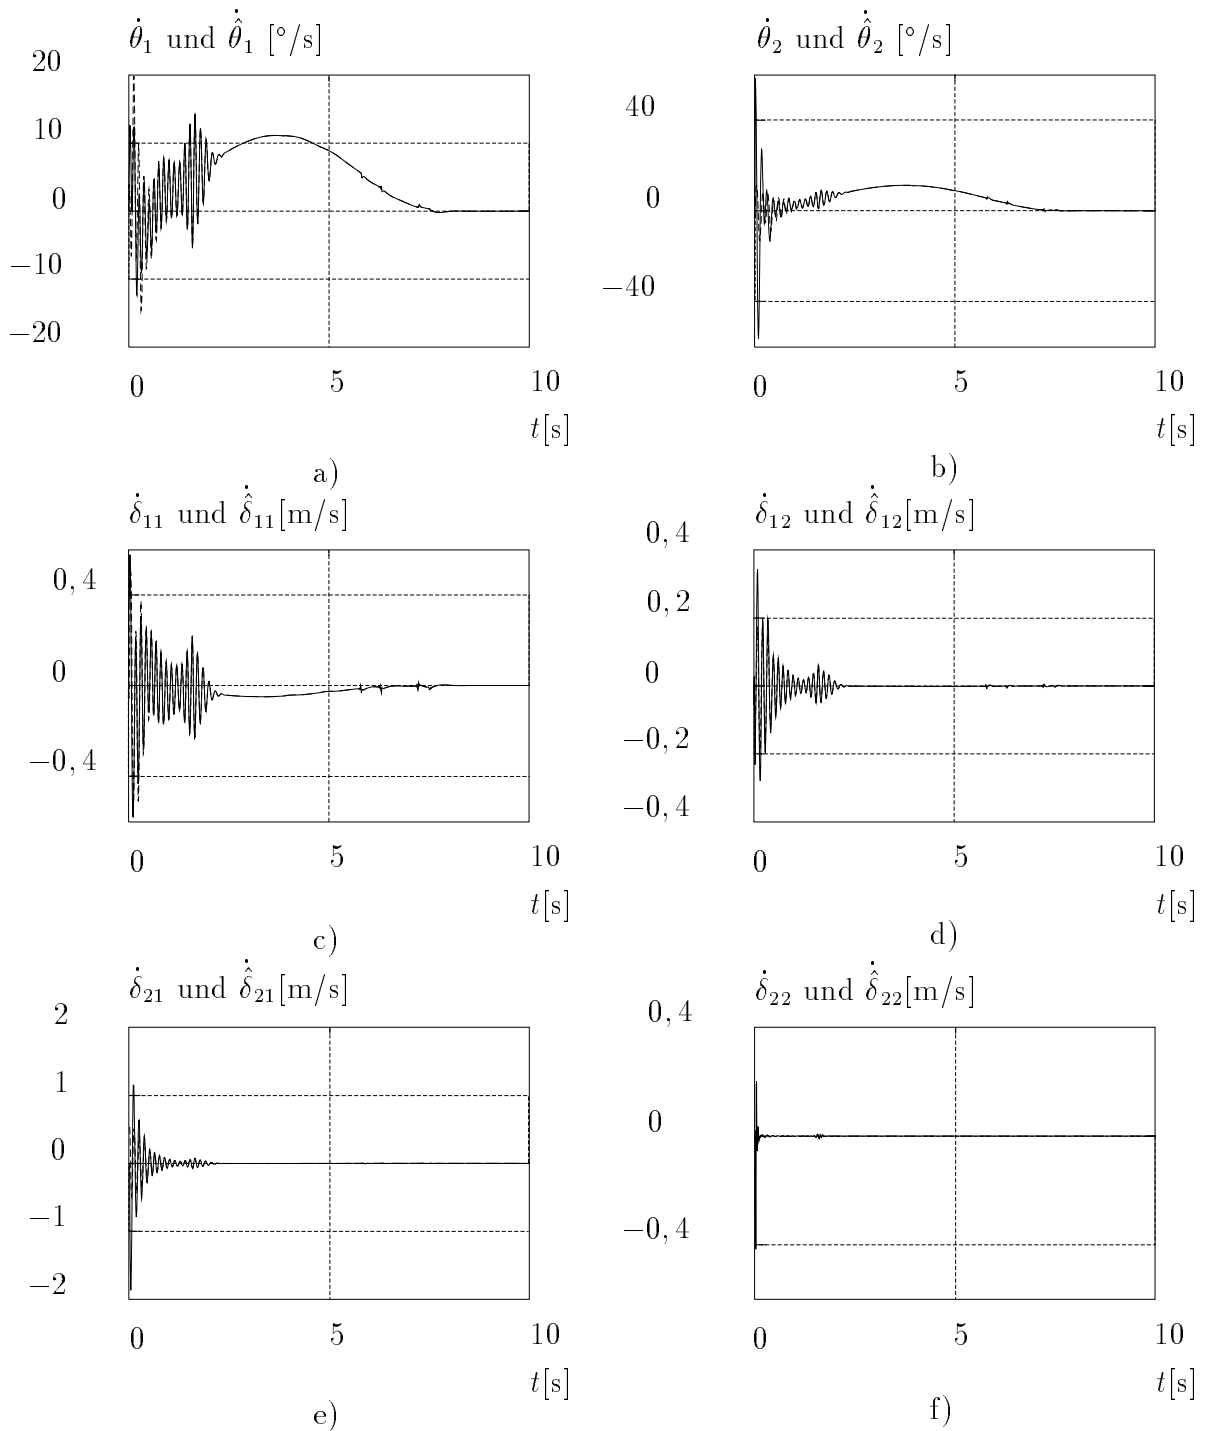 θ̇₁ und θ̂̇₁ [°/s]
20
10
0
−10
−20
0 5 10
t[s]
a)
θ̇₂ und θ̂̇₂ [°/s]
40
0
−40
0 5 10
t[s]
b)
δ̇₁₁ und δ̂̇₁₁[m/s]
0,4
0
−0,4
0 5 10
t[s]
c)
δ̇₁₂ und δ̂̇₁₂[m/s]
0,4
0,2
0
−0,2
−0,4
0 5 10
t[s]
d)
δ̇₂₁ und δ̂̇₂₁[m/s]
2
1
0
−1
−2
0 5 10
t[s]
e)
δ̇₂₂ und δ̂̇₂₂[m/s]
0,4
0
−0,4
0 5 10
t[s]
f)